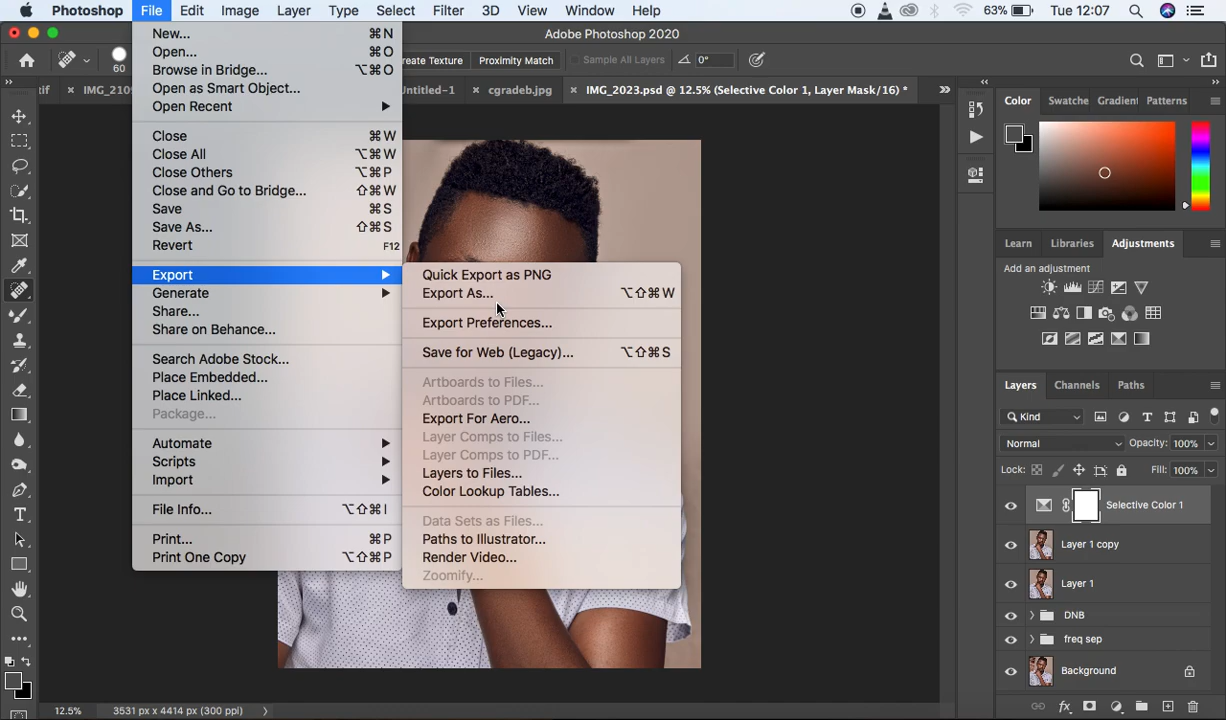 Photoshop File Edit Image Layer Type Select Filter 3D View Window Help 63% Tue 12:07
Adobe Photoshop 2020
60 reate Texture Proximity Match Sample All Layers 0°
tif × IMG_210 ntitled-1 × cgradeb.jpg × IMG_2023.psd @ 12.5% (Selective Color 1, Layer Mask/16) *
New... ⌘N
Open... ⌘O
Browse in Bridge... ⌥⌘O
Open as Smart Object...
Open Recent
Close ⌘W
Close All ⌥⌘W
Close Others ⌥⌘P
Close and Go to Bridge... ⇧⌘W
Save ⌘S
Save As... ⇧⌘S
Revert F12
Export
Generate
Share...
Share on Behance...
Search Adobe Stock...
Place Embedded...
Place Linked...
Package...
Automate
Scripts
Import
File Info... ⌥⇧⌘I
Print... ⌘P
Print One Copy ⌥⇧⌘P
Quick Export as PNG
Export As... ⌥⇧⌘W
Export Preferences...
Save for Web (Legacy)... ⌥⇧⌘S
Artboards to Files...
Artboards to PDF...
Export For Aero...
Layer Comps to Files...
Layer Comps to PDF...
Layers to Files...
Color Lookup Tables...
Data Sets as Files...
Paths to Illustrator...
Render Video...
Zoomify...
Color Swatche Gradient Patterns
Learn Libraries Adjustments
Add an adjustment
Layers Channels Paths
Kind
Normal Opacity: 100%
Lock: Fill: 100%
Selective Color 1
Layer 1 copy
Layer 1
DNB
freq sep
Background
12.5% 3531 px x 4414 px (300 ppi)